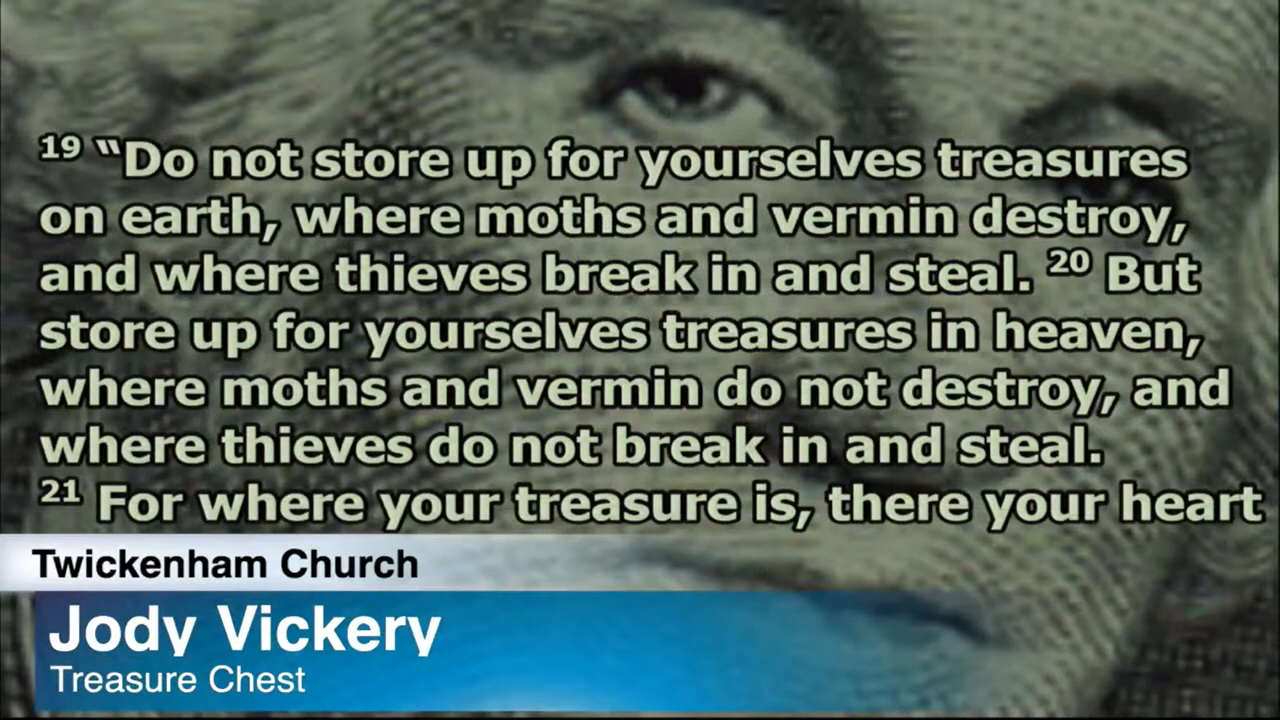 19 “Do not store up for yourselves treasures
on earth, where moths and vermin destroy,
and where thieves break in and steal. 20 But
store up for yourselves treasures in heaven,
where moths and vermin do not destroy, and
where thieves do not break in and steal.
21 For where your treasure is, there your heart
Twickenham Church
Jody Vickery
Treasure Chest